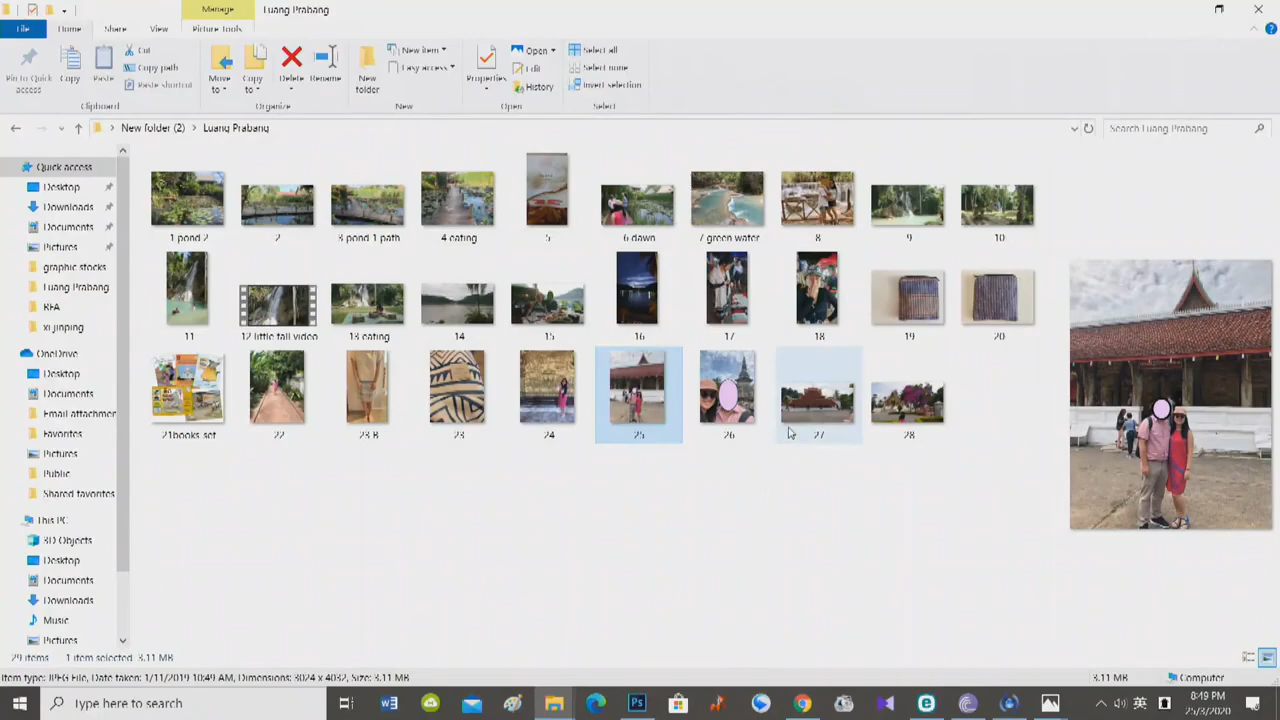 Manage
Luang Prabang
File
Home
Share
View
Picture Tools
Pin to Quick access
Copy
Paste
Cut
Copy path
Paste shortcut
Clipboard
Move to
Copy to
Delete
Rename
Organize
New folder
New item
Easy access
New
Properties
Open
Edit
History
Open
Select all
Select none
Invert selection
Select
New folder (2)
Luang Prabang
Search Luang Prabang
Quick access
Desktop
Downloads
Documents
Pictures
graphic stocks
Luang Prabang
RFA
xi jinping
OneDrive
Desktop
Documents
Email attachmen
Favorites
Pictures
Public
Shared favorites
This PC
3D Objects
Desktop
Documents
Downloads
Music
Pictures
1 pond 2
2
3 pond 1 path
4 eating
5
6 dawn
7 green water
8
9
10
11
12 little fall video
13 eating
14
15
16
17
18
19
20
21books set
22
23 B
23
24
25
26
27
28
29 items
1 item selected 3.11 MB
Item type: JPEG File, Date taken: 1/11/2019 10:49 AM, Dimensions: 3024 x 4032, Size: 3.11 MB
3.11 MB
Computer
Type here to search
英
8:49 PM
25/3/2020